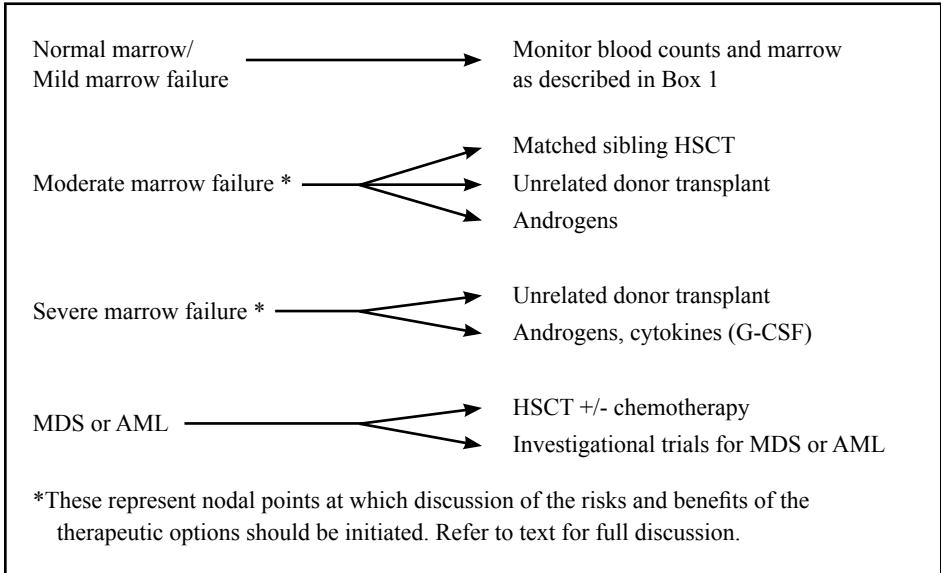 Normal marrow/
Mild marrow failure
Monitor blood counts and marrow
as described in Box 1
Moderate marrow failure *
Matched sibling HSCT
Unrelated donor transplant
Androgens
Severe marrow failure *
Unrelated donor transplant
Androgens, cytokines (G-CSF)
MDS or AML
HSCT +/- chemotherapy
Investigational trials for MDS or AML
*These represent nodal points at which discussion of the risks and benefits of the
therapeutic options should be initiated. Refer to text for full discussion.